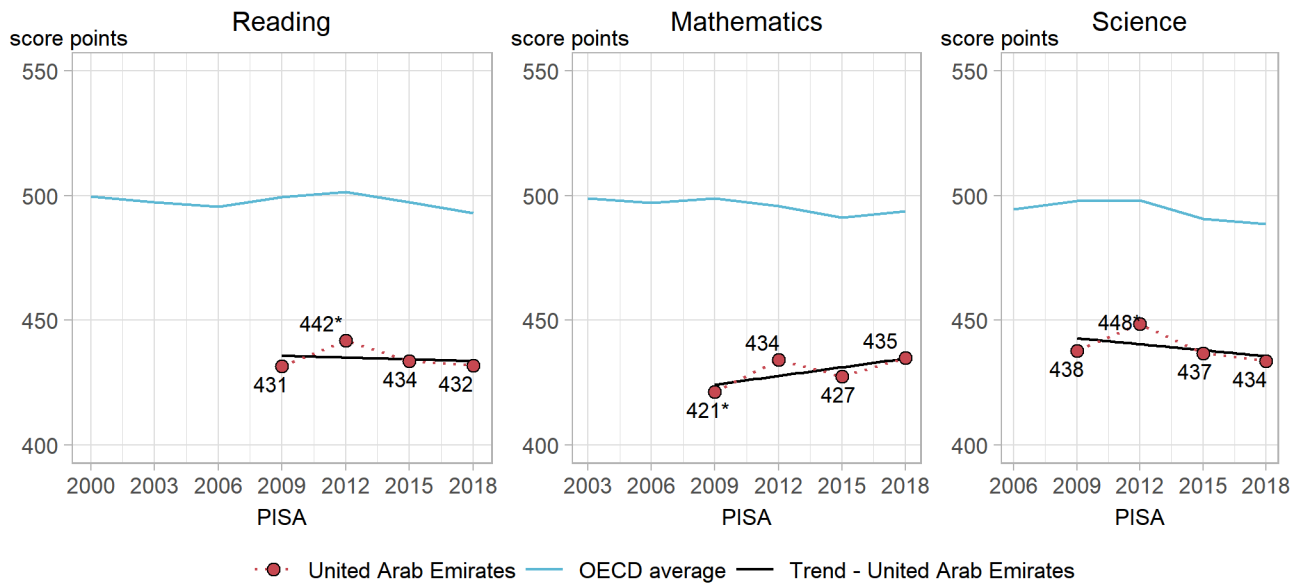 Reading
score points
550
500
450
400
442*
431
434
432
2000 2003 2006 2009 2012 2015 2018
PISA
Mathematics
score points
550
500
450
400
434
435
421*
427
2003 2006 2009 2012 2015 2018
PISA
Science
score points
550
500
450
400
448*
438
437
434
2006 2009 2012 2015 2018
PISA
United Arab Emirates OECD average Trend - United Arab Emirates